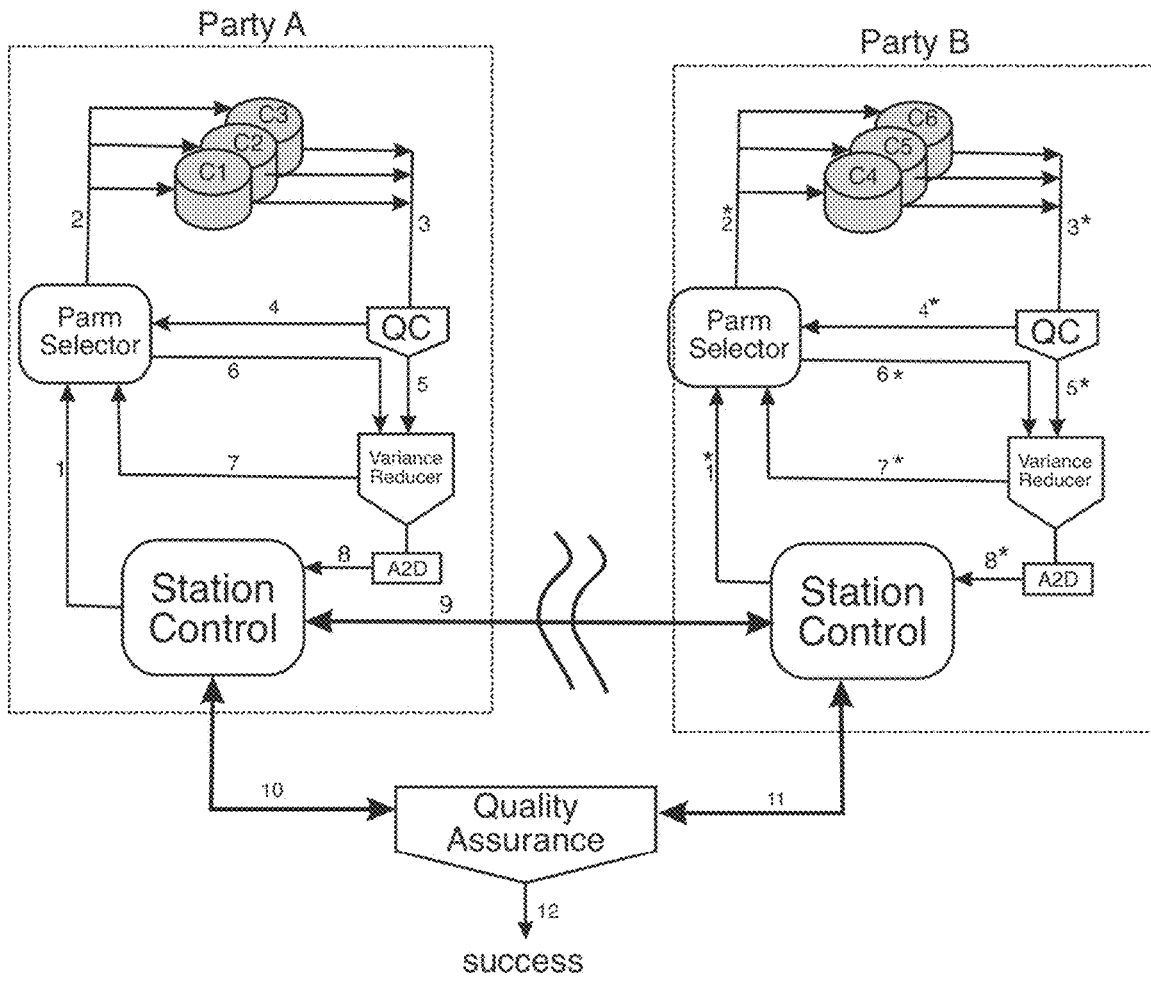 Party A
Party B
C3
C2
C1
C6
C5
C4
2
3
2*
3*
Parm
Selector
4
QC
Parm
Selector
4*
QC
6
5
6*
5*
1
7
Variance
Reducer
1*
7*
Variance
Reducer
8
A2D
8*
A2D
Station
Control
9
Station
Control
10
Quality
Assurance
11
12
success